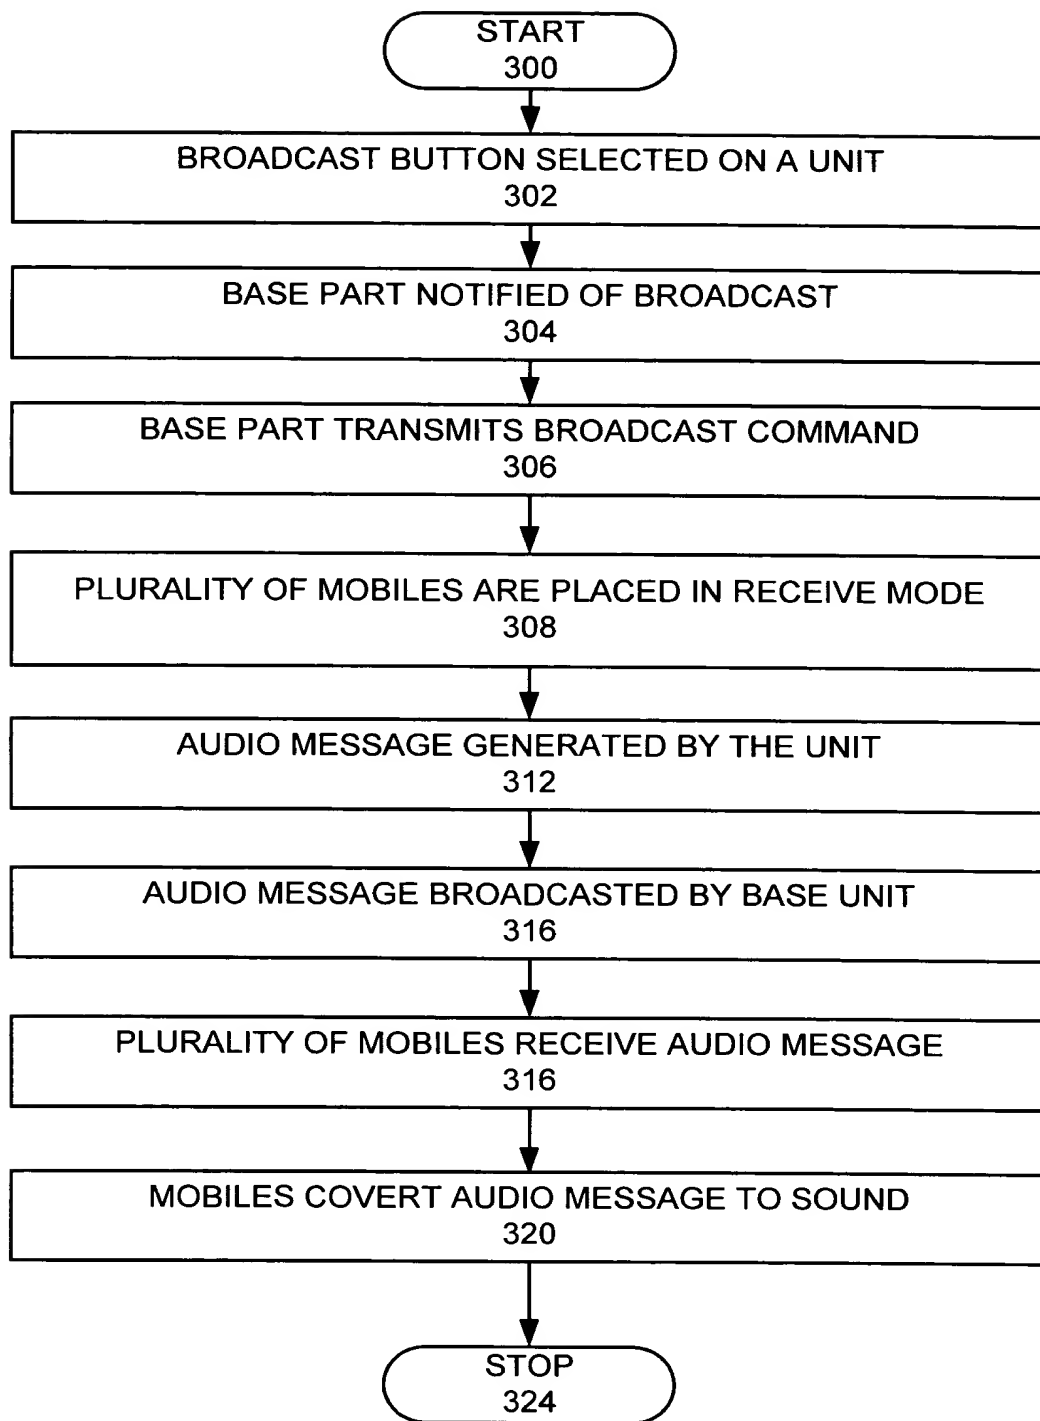 START
300
BROADCAST BUTTON SELECTED ON A UNIT
302
BASE PART NOTIFIED OF BROADCAST
304
BASE PART TRANSMITS BROADCAST COMMAND
306
PLURALITY OF MOBILES ARE PLACED IN RECEIVE MODE
308
AUDIO MESSAGE GENERATED BY THE UNIT
312
AUDIO MESSAGE BROADCASTED BY BASE UNIT
316
PLURALITY OF MOBILES RECEIVE AUDIO MESSAGE
316
MOBILES COVERT AUDIO MESSAGE TO SOUND
320
STOP
324